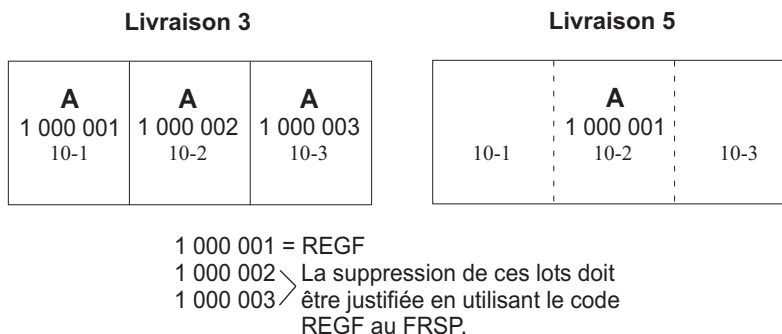 Livraison 3 Livraison 5
A A A A
1 000 001 1 000 002 1 000 003 1 000 001
10-1 10-2 10-3 10-1 10-2 10-3
1 000 001 = REGF
1 000 002 La suppression de ces lots doit
1 000 003 être justifiée en utilisant le code
REGF au FRSP.